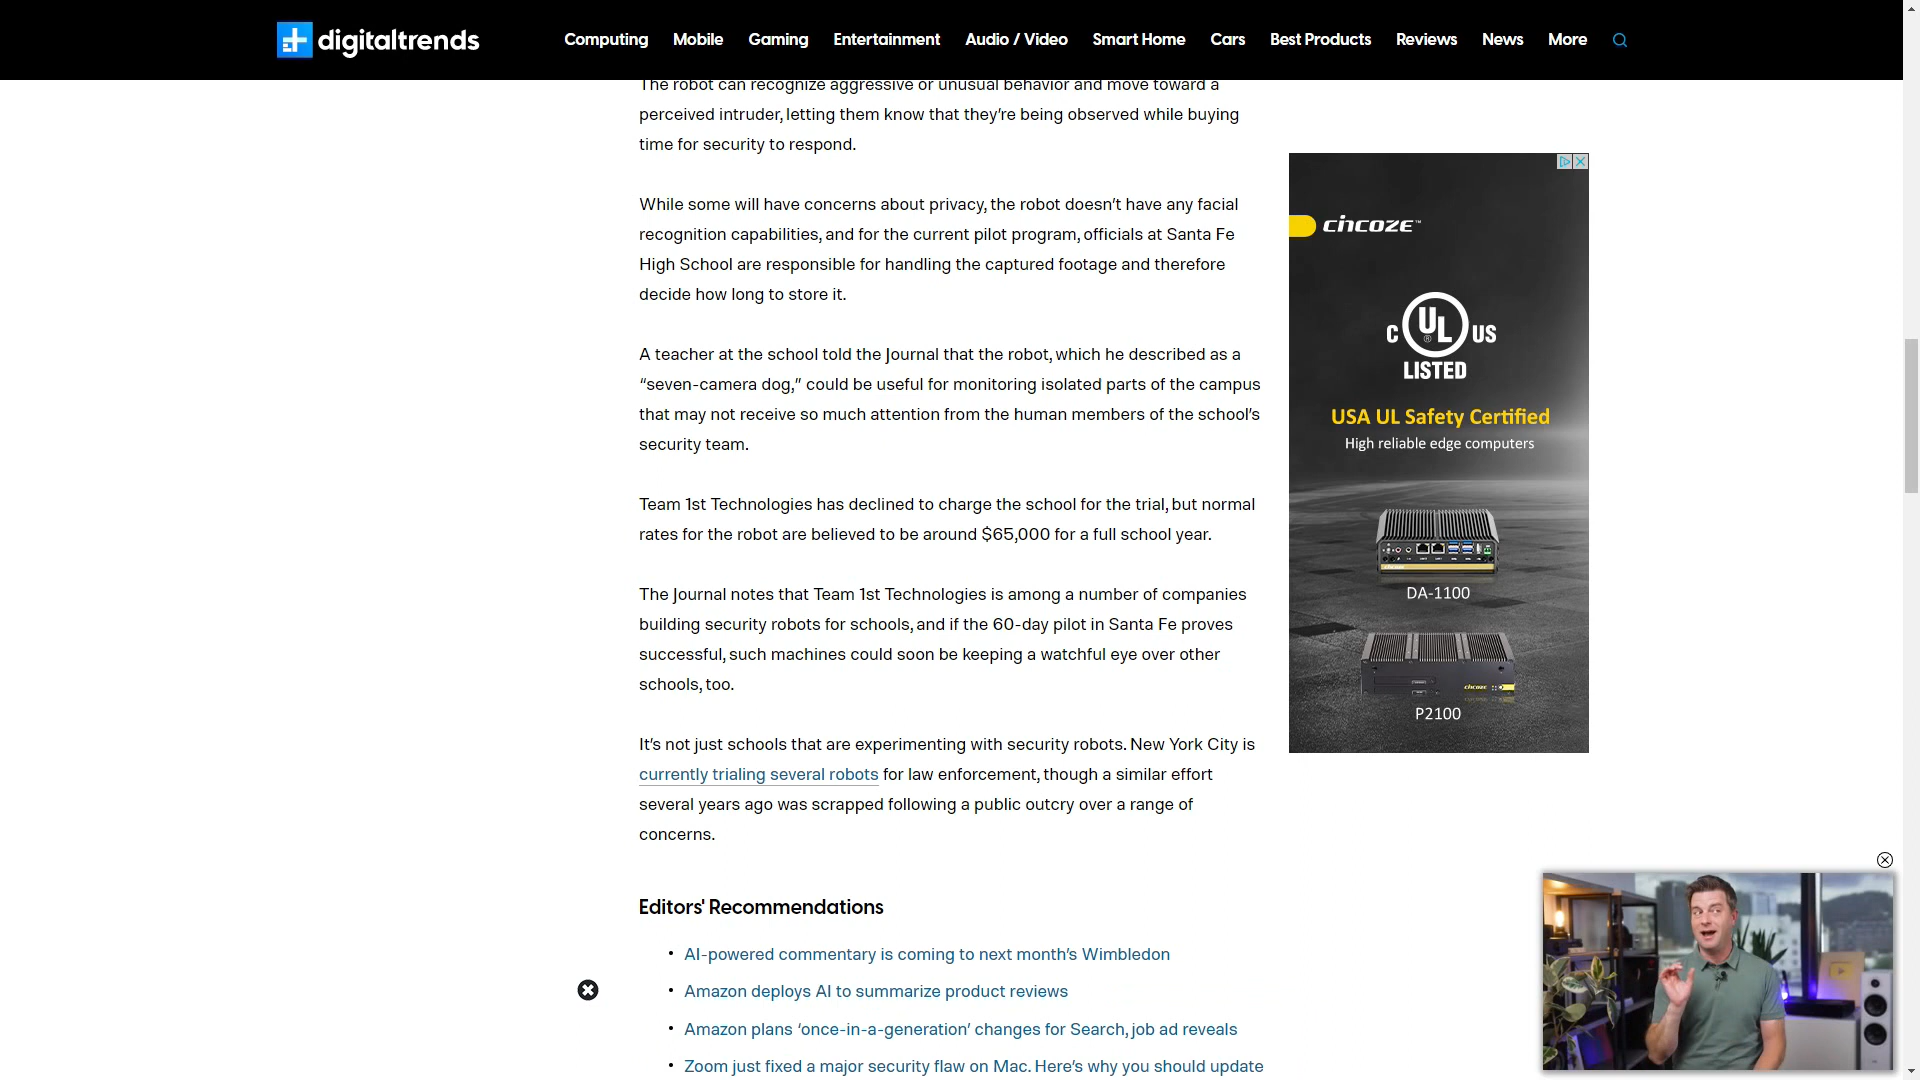 digitaltrends
Computing Mobile Gaming Entertainment Audio / Video Smart Home Cars Best Products Reviews News More
The robot can recognize aggressive or unusual behavior and move toward a
perceived intruder, letting them know that they’re being observed while buying
time for security to respond.
While some will have concerns about privacy, the robot doesn’t have any facial
recognition capabilities, and for the current pilot program, officials at Santa Fe
High School are responsible for handling the captured footage and therefore
decide how long to store it.
A teacher at the school told the Journal that the robot, which he described as a
“seven-camera dog,” could be useful for monitoring isolated parts of the campus
that may not receive so much attention from the human members of the school’s
security team.
Team 1st Technologies has declined to charge the school for the trial, but normal
rates for the robot are believed to be around $65,000 for a full school year.
The Journal notes that Team 1st Technologies is among a number of companies
building security robots for schools, and if the 60-day pilot in Santa Fe proves
successful, such machines could soon be keeping a watchful eye over other
schools, too.
It’s not just schools that are experimenting with security robots. New York City is
currently trialing several robots for law enforcement, though a similar effort
several years ago was scrapped following a public outcry over a range of
concerns.
Editors' Recommendations
• AI-powered commentary is coming to next month’s Wimbledon
• Amazon deploys AI to summarize product reviews
• Amazon plans ‘once-in-a-generation’ changes for Search, job ad reveals
• Zoom just fixed a major security flaw on Mac. Here’s why you should update
cincoze™
C UL® US
LISTED
USA UL Safety Certified
High reliable edge computers
DA-1100
cincoze
P2100